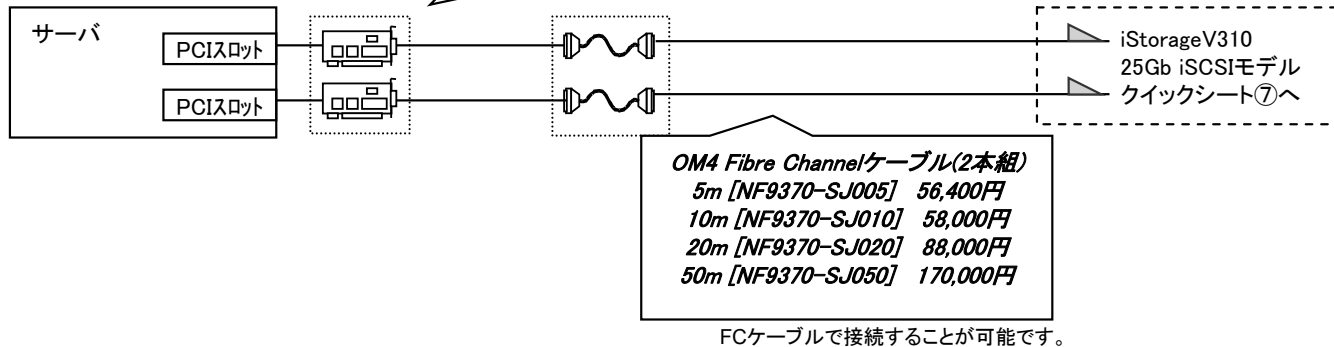 サーバ
PCIスロット
PCIスロット
iStorageV310
25Gb iSCSIモデル
クイックシート⑦へ
OM4 Fibre Channelケーブル(2本組)
5m [NF9370-SJ005] 56,400円
10m [NF9370-SJ010] 58,000円
20m [NF9370-SJ020] 88,000円
50m [NF9370-SJ050] 170,000円
FCケーブルで接続することが可能です。